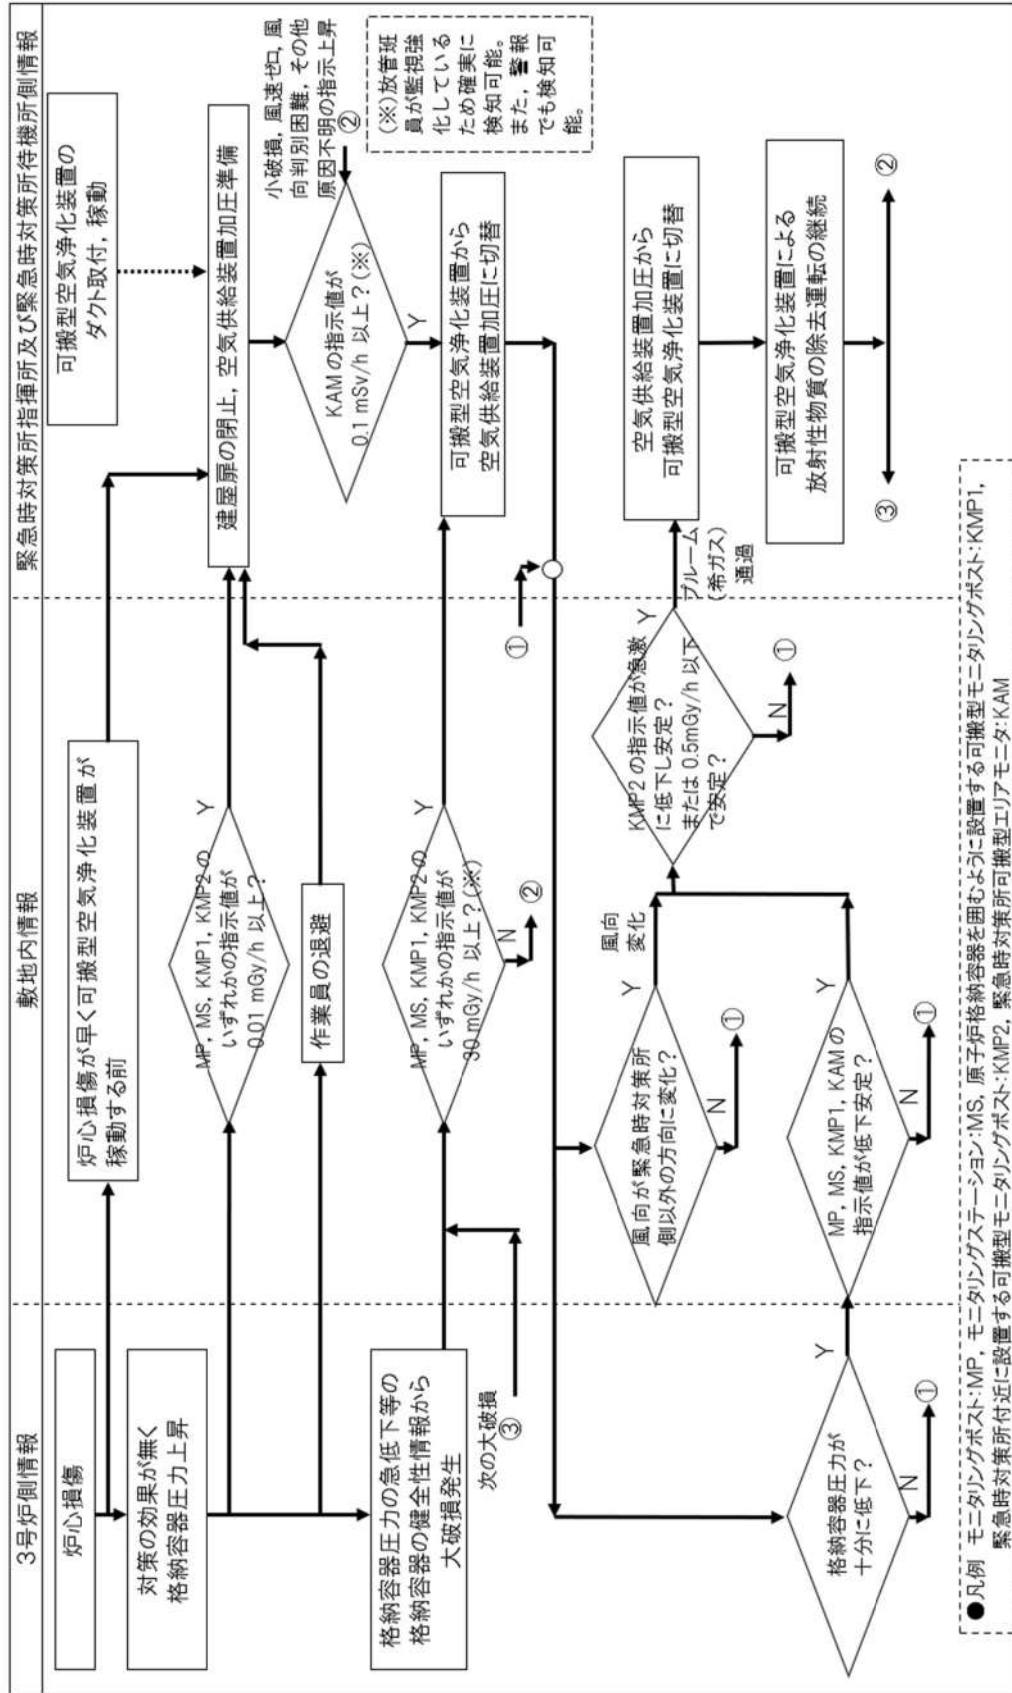 3号炉側情報
敷地内情報
緊急時対策所指揮所及び緊急時対策所待機所側情報
炉心損傷
対策の効果が無く
格納容器圧力上昇
格納容器圧力の急低下等の
格納容器の健全性情報から
大破損発生
次の大破損
③
格納容器圧力が
十分に低下?
Y
N
①
炉心損傷が早く可搬型空気浄化装置が
稼動する前
MP, MS, KMP1, KMP2の
いずれかの指示値が
0.01 mGy/h 以上?
Y
作業員の退避
MP, MS, KMP1, KMP2の
いずれかの指示値が
30 mGy/h 以上?(※)
Y
N
②
①
風向が緊急時対策所
側以外の方向に変化?
Y
N
①
風向
変化
MP, MS, KMP1, KAMの
指示値が低下安定?
Y
N
①
KMP2 の指示値が急激
に低下し安定?
または 0.5mGy/h 以下
で安定?
Y
N
①
プルーム
(希ガス)
通過
可搬型空気浄化装置の
ダクト取付, 稼動
建屋扉の閉止, 空気供給装置加圧準備
小破損, 風速ゼロ, 風
向判別困難, その他
原因不明の指示上昇
②
KAMの指示値が
0.1 mSv/h 以上?(※)
Y
(※)放管班
員が監視強
化している
ため確実に
検知可能。
また, 警報
でも検知可
能。
可搬型空気浄化装置から
空気供給装置加圧に切替
空気供給装置加圧から
可搬型空気浄化装置に切替
可搬型空気浄化装置による
放射性物質の除去運転の継続
③
②
●凡例 モニタリングポスト:MP, モニタリングステーション:MS, 原子炉格納容器を囲むように設置する可搬型モニタリングポスト:KMP1,
緊急時対策所付近に設置する可搬型モニタリングポスト:KMP2, 緊急時対策所可搬型エリアモニタ:KAM